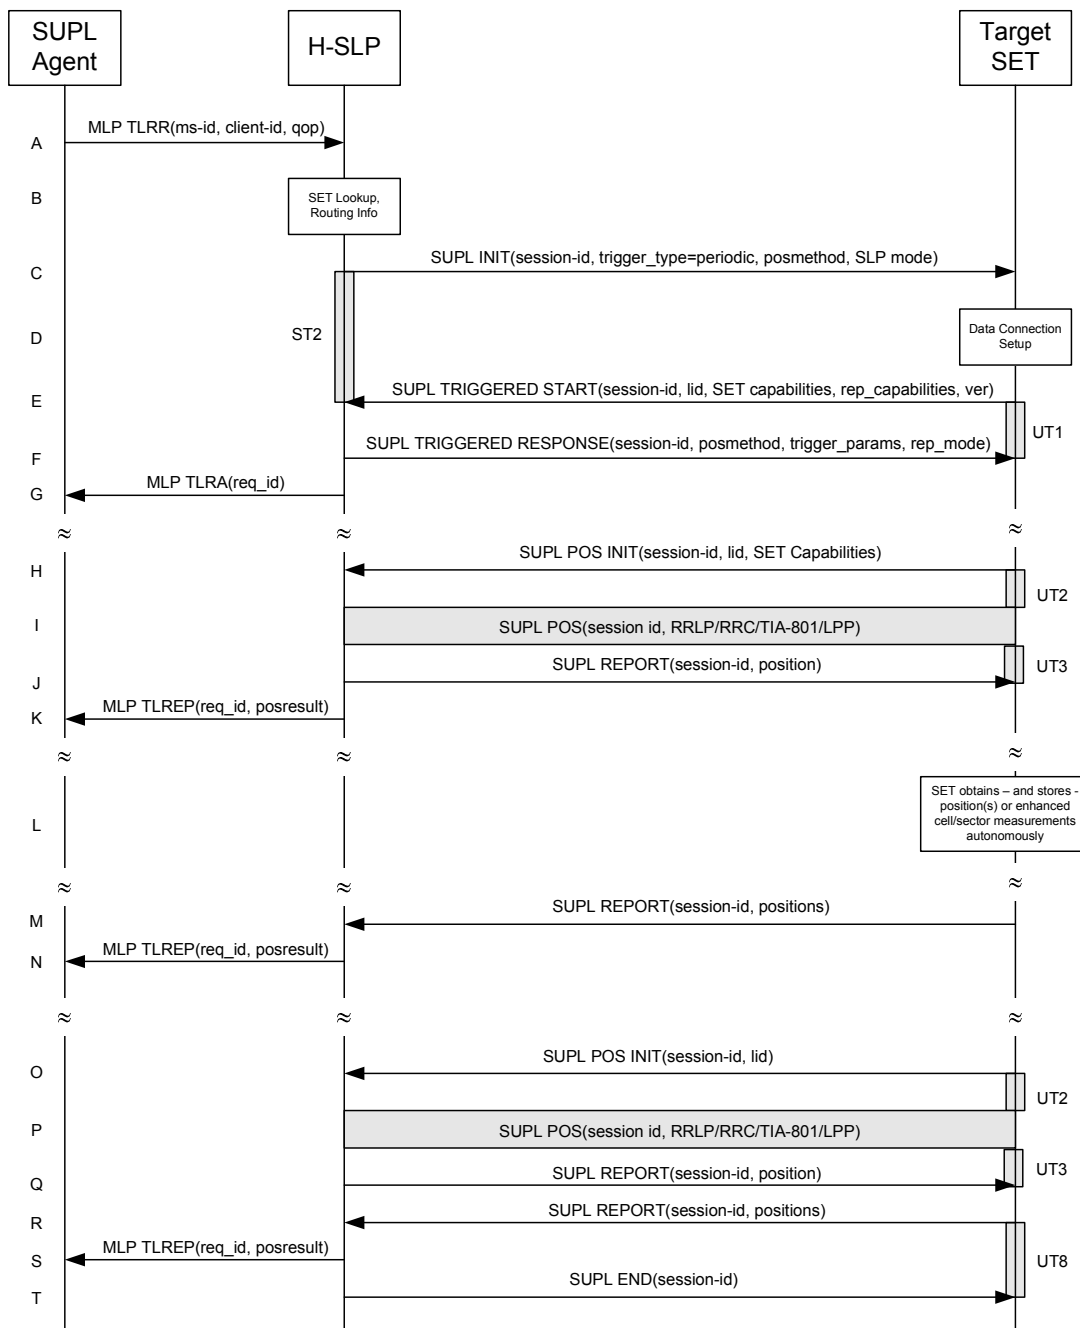 SUPL
Agent
H-SLP
Target
SET
A
MLP TLRR(ms-id, client-id, qop)
B
SET Lookup,
Routing Info
C
SUPL INIT(session-id, trigger_type=periodic, posmethod, SLP mode)
D
ST2
Data Connection
Setup
E
SUPL TRIGGERED START(session-id, lid, SET capabilities, rep_capabilities, ver)
UT1
F
SUPL TRIGGERED RESPONSE(session-id, posmethod, trigger_params, rep_mode)
G
MLP TLRA(req_id)
≈ ≈ ≈
H
SUPL POS INIT(session-id, lid, SET Capabilities)
UT2
I
SUPL POS(session id, RRLP/RRC/TIA-801/LPP)
J
SUPL REPORT(session-id, position)
UT3
K
MLP TLREP(req_id, posresult)
≈ ≈ ≈
L
SET obtains – and stores -
position(s) or enhanced
cell/sector measurements
autonomously
≈ ≈ ≈
M
SUPL REPORT(session-id, positions)
N
MLP TLREP(req_id, posresult)
≈ ≈ ≈
O
SUPL POS INIT(session-id, lid)
UT2
P
SUPL POS(session id, RRLP/RRC/TIA-801/LPP)
Q
SUPL REPORT(session-id, position)
UT3
R
SUPL REPORT(session-id, positions)
S
MLP TLREP(req_id, posresult)
UT8
T
SUPL END(session-id)